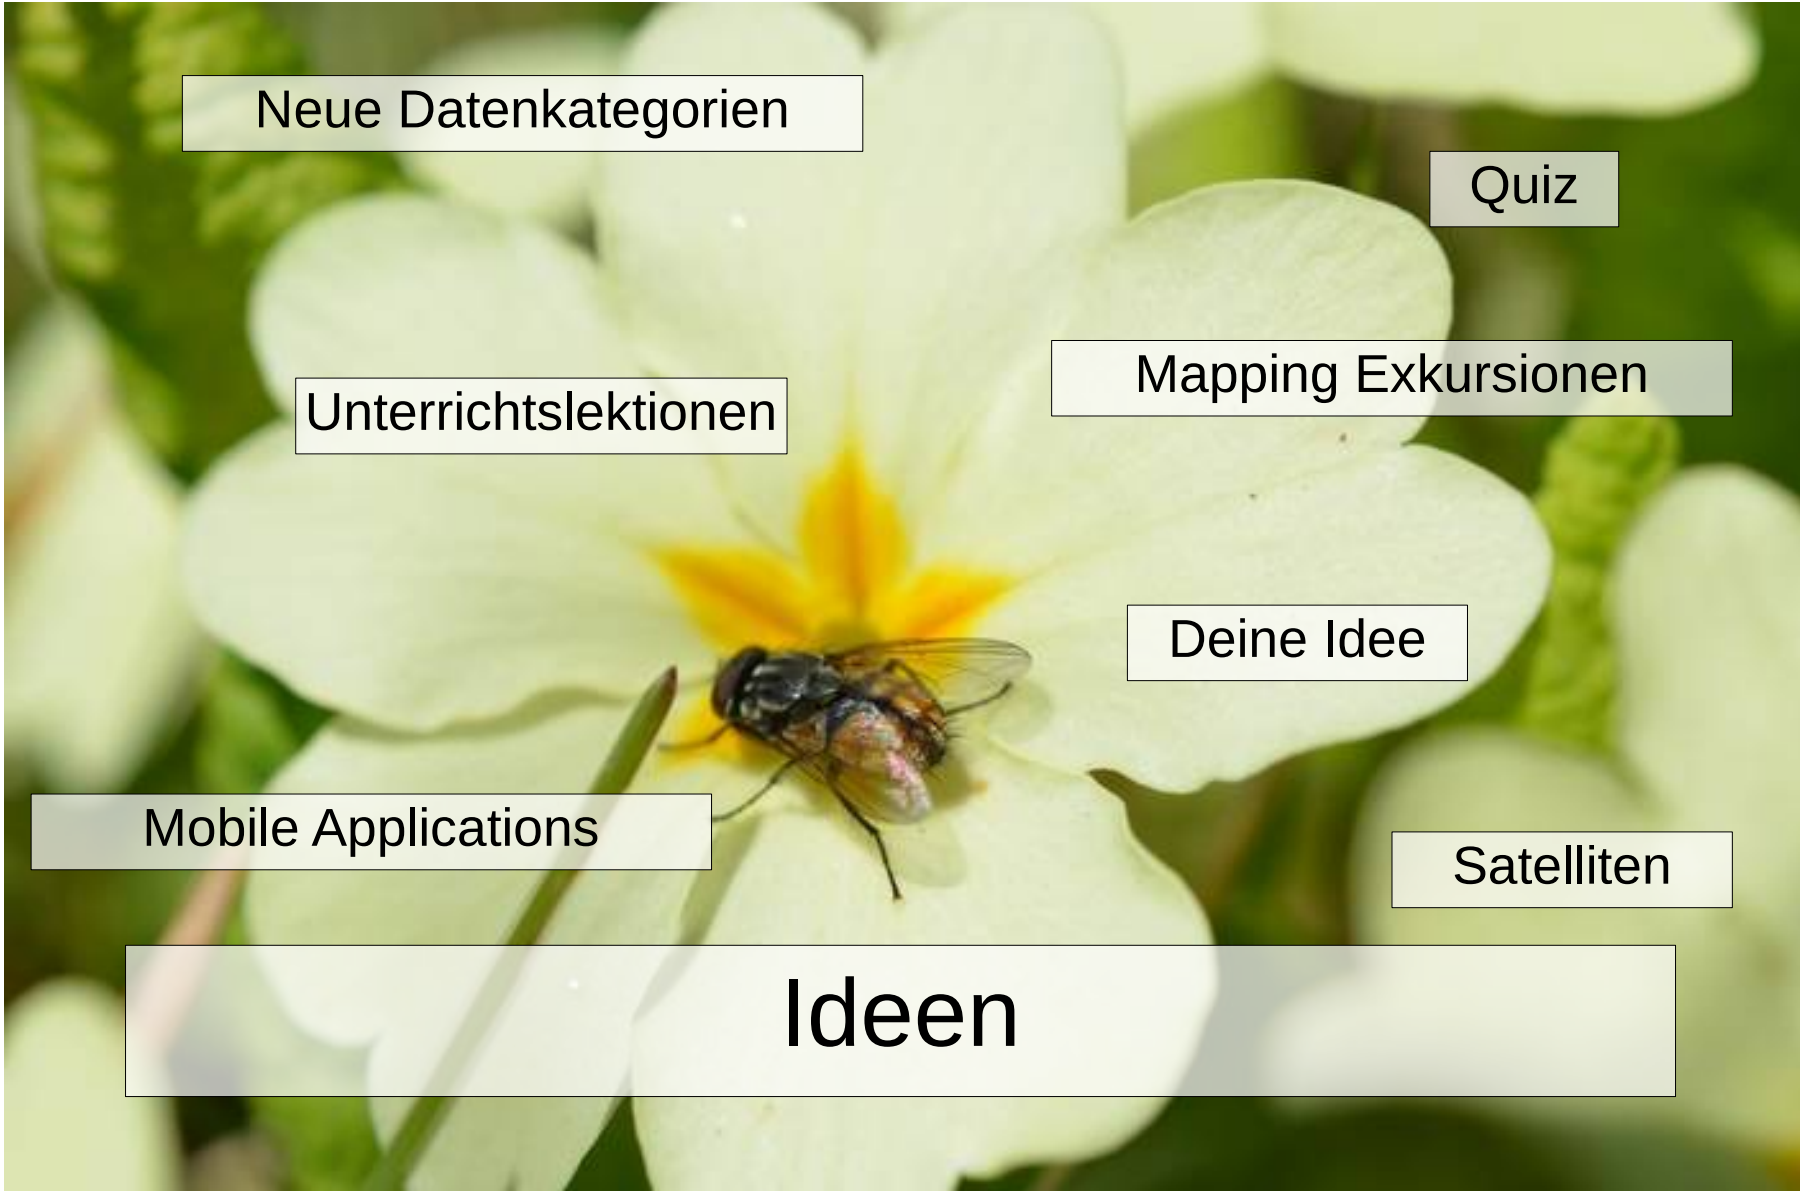 Neue Datenkategorien
Quiz
Mapping Exkursionen
Unterrichtslektionen
Deine Idee
Mobile Applications
Satelliten
Ideen